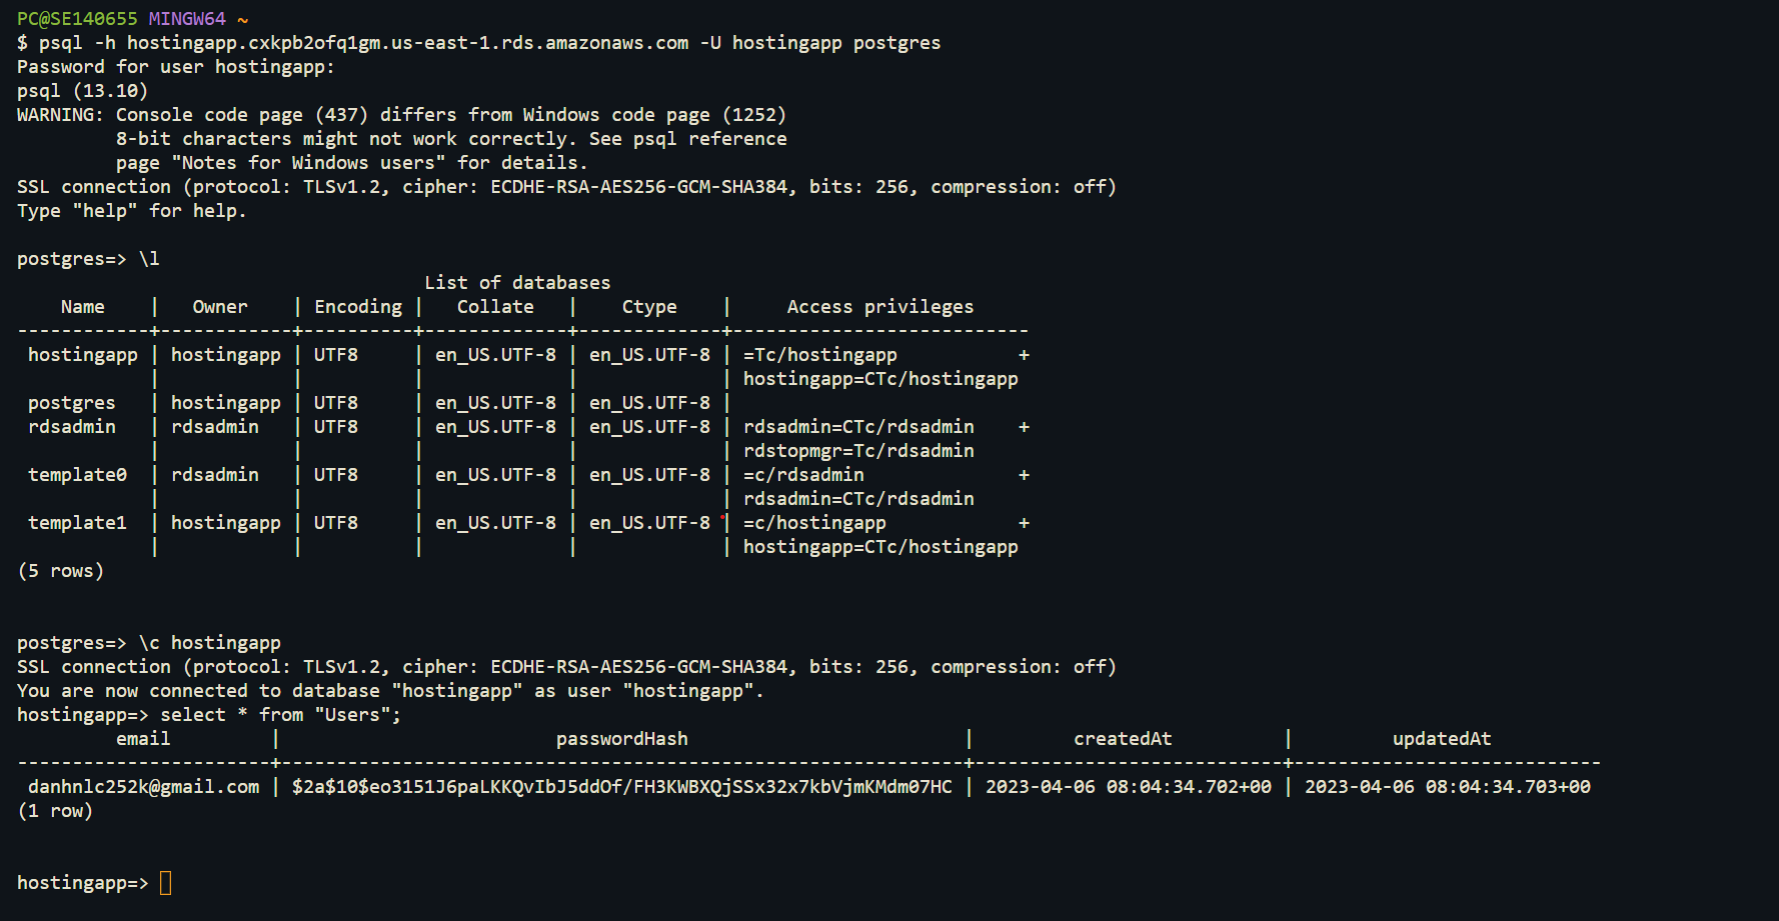 PC@SE140655 MINGW64 ~
$ psql -h hostingapp.cxkpb2ofq1gm.us-east-1.rds.amazonaws.com -U hostingapp postgres
Password for user hostingapp:
psql (13.10)
WARNING: Console code page (437) differs from Windows code page (1252)
         8-bit characters might not work correctly. See psql reference
         page "Notes for Windows users" for details.
SSL connection (protocol: TLSv1.2, cipher: ECDHE-RSA-AES256-GCM-SHA384, bits: 256, compression: off)
Type "help" for help.

postgres=> \l
                                     List of databases
    Name    |   Owner    | Encoding |   Collate   |    Ctype    |     Access privileges
------------+------------+----------+-------------+-------------+---------------------------
 hostingapp | hostingapp | UTF8     | en_US.UTF-8 | en_US.UTF-8 | =Tc/hostingapp           +
            |            |          |             |             | hostingapp=CTc/hostingapp
 postgres   | hostingapp | UTF8     | en_US.UTF-8 | en_US.UTF-8 |
 rdsadmin   | rdsadmin   | UTF8     | en_US.UTF-8 | en_US.UTF-8 | rdsadmin=CTc/rdsadmin    +
            |            |          |             |             | rdstopmgr=Tc/rdsadmin
 template0  | rdsadmin   | UTF8     | en_US.UTF-8 | en_US.UTF-8 | =c/rdsadmin              +
            |            |          |             |             | rdsadmin=CTc/rdsadmin
 template1  | hostingapp | UTF8     | en_US.UTF-8 | en_US.UTF-8 | =c/hostingapp            +
            |            |          |             |             | hostingapp=CTc/hostingapp
(5 rows)

postgres=> \c hostingapp
SSL connection (protocol: TLSv1.2, cipher: ECDHE-RSA-AES256-GCM-SHA384, bits: 256, compression: off)
You are now connected to database "hostingapp" as user "hostingapp".
hostingapp=> select * from "Users";
         email         |                         passwordHash                         |         createdAt          |         updatedAt
-----------------------+--------------------------------------------------------------+----------------------------+----------------------------
 danhnlc252k@gmail.com | $2a$10$eo3151J6paLKKQvIbJ5ddOf/FH3KWBXQjSSx32x7kbVjmKMdm07HC | 2023-04-06 08:04:34.702+00 | 2023-04-06 08:04:34.703+00
(1 row)

hostingapp=>